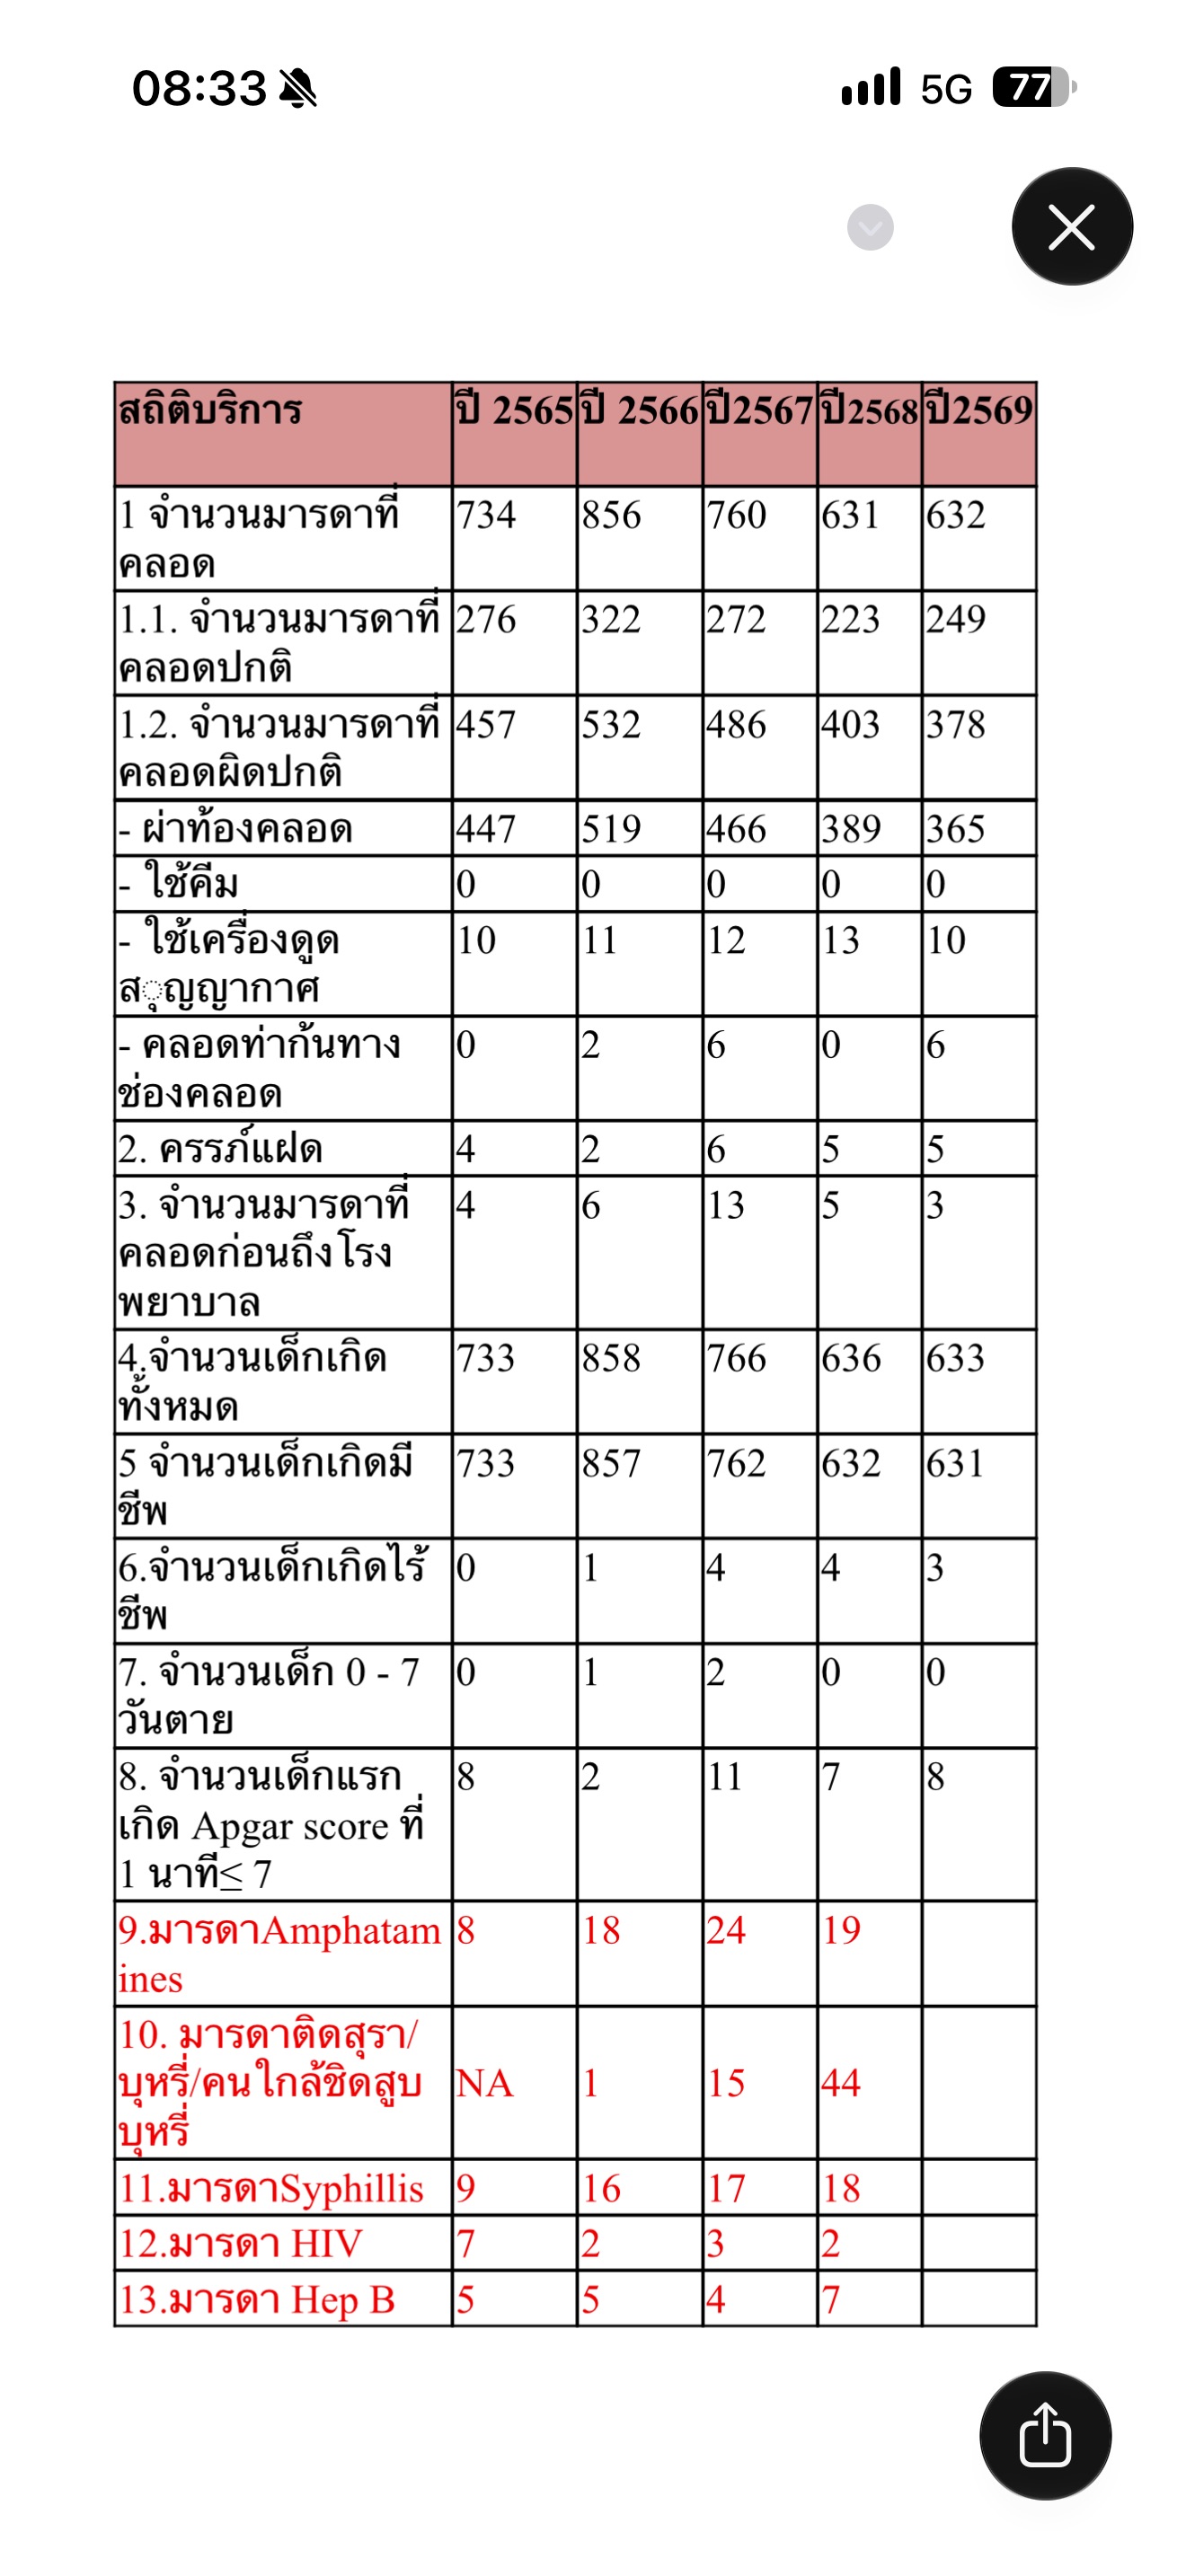 08:33
5G 77
สถิติบริการ ปี 2565 ปี 2566 ปี2567 ปี2568 ปี2569
1 จำนวนมารดาที่ 734 856 760 631 632
คลอด
1.1. จำนวนมารดาที่ 276 322 272 223 249
คลอดปกติ
1.2. จำนวนมารดาที่ 457 532 486 403 378
คลอดผิดปกติ
- ผ่าท้องคลอด 447 519 466 389 365
- ใช้คีม 0 0 0 0 0
- ใช้เครื่องดูด 10 11 12 13 10
สุญญากาศ
- คลอดท่าก้นทาง 0 2 6 0 6
ช่องคลอด
2. ครรภ์แฝด 4 2 6 5 5
3. จำนวนมารดาที่ 4 6 13 5 3
คลอดก่อนถึงโรง
พยาบาล
4.จำนวนเด็กเกิด 733 858 766 636 633
ทั้งหมด
5 จำนวนเด็กเกิดมี 733 857 762 632 631
ชีพ
6.จำนวนเด็กเกิดไร้ 0 1 4 4 3
ชีพ
7. จำนวนเด็ก 0 - 7 0 1 2 0 0
วันตาย
8. จำนวนเด็กแรก 8 2 11 7 8
เกิด Apgar score ที่
1 นาที≤ 7
9.มารดาAmphatam 8 18 24 19
ines
10. มารดาติดสุรา/
บุหรี่/คนใกล้ชิดสูบ NA 1 15 44
บุหรี่
11.มารดาSyphillis 9 16 17 18
12.มารดา HIV 7 2 3 2
13.มารดา Hep B 5 5 4 7